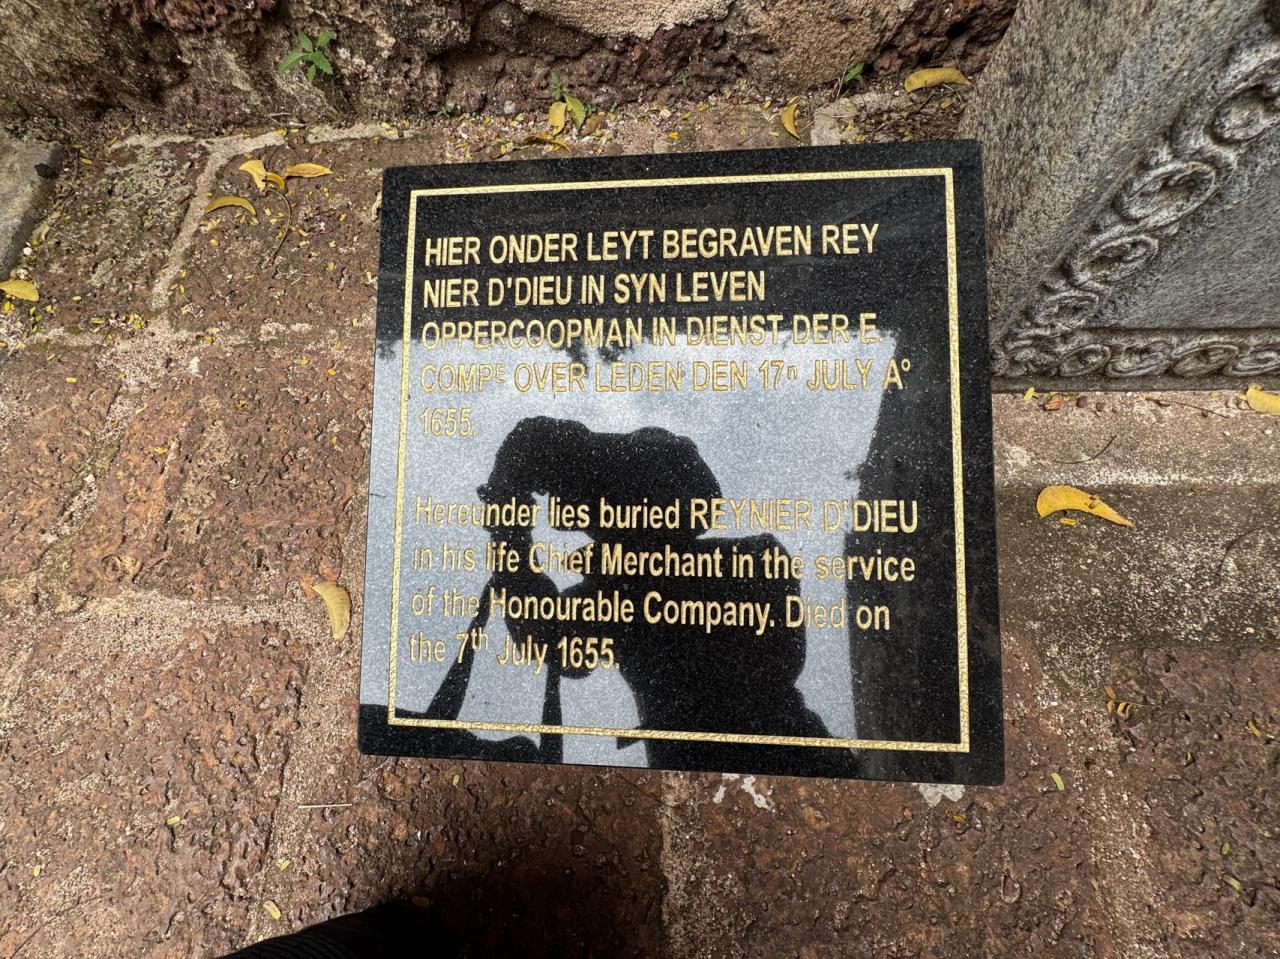 HIER ONDER LEYT BEGRAVEN REY
NIER D'DIEU IN SYN LEVEN
OPPERCOOPMAN IN DIENST DER E.
COMPᴱ OVER LEDEN DEN 17ⁿ JULY Aº
1655.
Hereunder lies buried REYNIER D'DIEU
in his life Chief Merchant in the service
of the Honourable Company. Died on
the 7th July 1655.